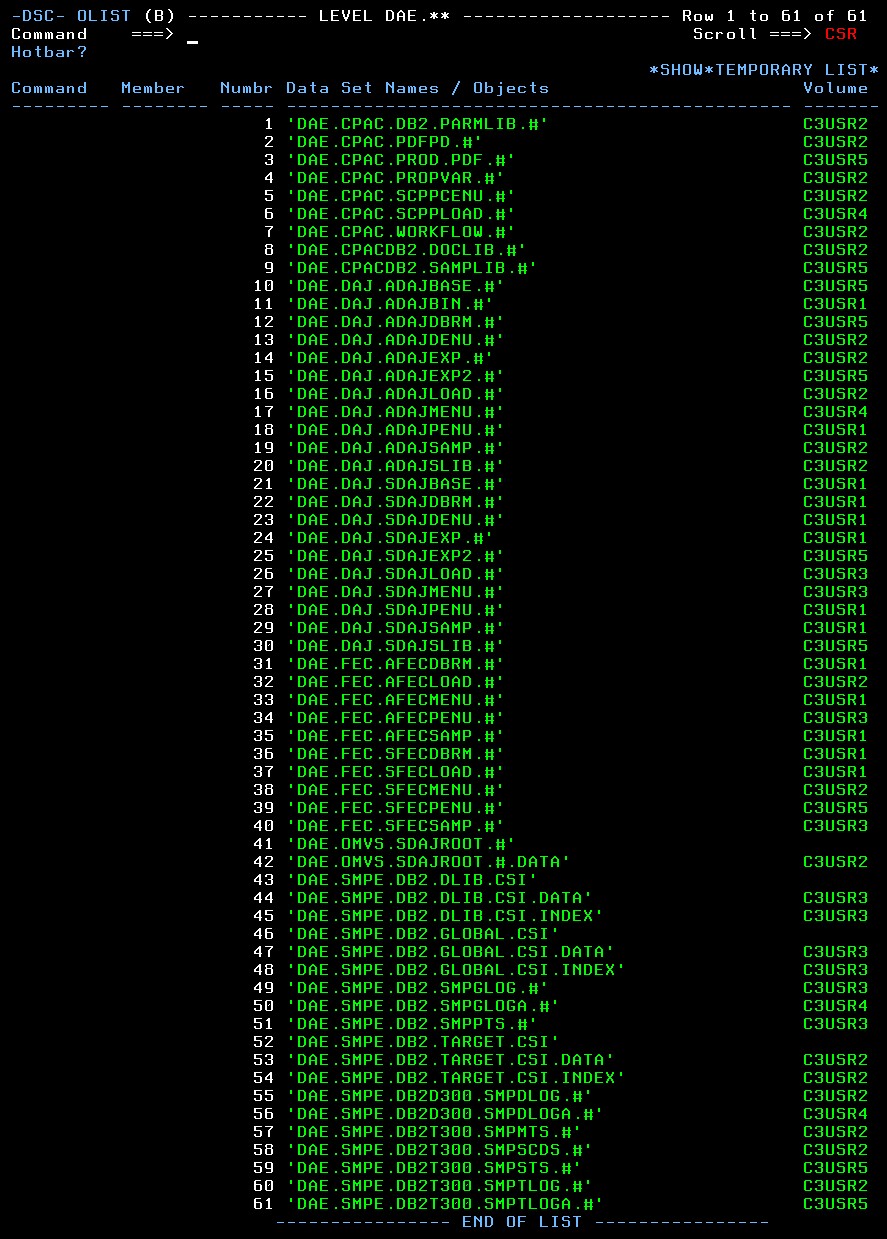 -DSC- OLIST (B) ----------- LEVEL DAE.** ------------------- Row 1 to 61 of 61
Command ===> _ Scroll ===> CSR
Hotbar?
*SHOW*TEMPORARY LIST*
Command Member Numbr Data Set Names / Objects Volume
--------- -------- ----- ---------------------------------------------- -------
1 'DAE.CPAC.DB2.PARMLIB.#' C3USR2
2 'DAE.CPAC.PDFPD.#' C3USR2
3 'DAE.CPAC.PROD.PDF.#' C3USR5
4 'DAE.CPAC.PROPVAR.#' C3USR2
5 'DAE.CPAC.SCPPCENU.#' C3USR2
6 'DAE.CPAC.SCPPLOAD.#' C3USR4
7 'DAE.CPAC.WORKFLOW.#' C3USR2
8 'DAE.CPACDB2.DOCLIB.#' C3USR2
9 'DAE.CPACDB2.SAMPLIB.#' C3USR5
10 'DAE.DAJ.ADAJBASE.#' C3USR5
11 'DAE.DAJ.ADAJBIN.#' C3USR1
12 'DAE.DAJ.ADAJDBRM.#' C3USR5
13 'DAE.DAJ.ADAJDENU.#' C3USR2
14 'DAE.DAJ.ADAJEXP.#' C3USR2
15 'DAE.DAJ.ADAJEXP2.#' C3USR5
16 'DAE.DAJ.ADAJLOAD.#' C3USR2
17 'DAE.DAJ.ADAJMENU.#' C3USR4
18 'DAE.DAJ.ADAJPENU.#' C3USR1
19 'DAE.DAJ.ADAJSAMP.#' C3USR2
20 'DAE.DAJ.ADAJSLIB.#' C3USR2
21 'DAE.DAJ.SDAJBASE.#' C3USR1
22 'DAE.DAJ.SDAJDBRM.#' C3USR1
23 'DAE.DAJ.SDAJDENU.#' C3USR1
24 'DAE.DAJ.SDAJEXP.#' C3USR1
25 'DAE.DAJ.SDAJEXP2.#' C3USR5
26 'DAE.DAJ.SDAJLOAD.#' C3USR3
27 'DAE.DAJ.SDAJMENU.#' C3USR3
28 'DAE.DAJ.SDAJPENU.#' C3USR1
29 'DAE.DAJ.SDAJSAMP.#' C3USR1
30 'DAE.DAJ.SDAJSLIB.#' C3USR5
31 'DAE.FEC.AFECDBRM.#' C3USR1
32 'DAE.FEC.AFECLOAD.#' C3USR2
33 'DAE.FEC.AFECMENU.#' C3USR1
34 'DAE.FEC.AFECPENU.#' C3USR3
35 'DAE.FEC.AFECSAMP.#' C3USR1
36 'DAE.FEC.SFECDBRM.#' C3USR1
37 'DAE.FEC.SFECLOAD.#' C3USR1
38 'DAE.FEC.SFECMENU.#' C3USR2
39 'DAE.FEC.SFECPENU.#' C3USR5
40 'DAE.FEC.SFECSAMP.#' C3USR3
41 'DAE.OMVS.SDAJROOT.#'
42 'DAE.OMVS.SDAJROOT.#.DATA' C3USR2
43 'DAE.SMPE.DB2.DLIB.CSI'
44 'DAE.SMPE.DB2.DLIB.CSI.DATA' C3USR3
45 'DAE.SMPE.DB2.DLIB.CSI.INDEX' C3USR3
46 'DAE.SMPE.DB2.GLOBAL.CSI'
47 'DAE.SMPE.DB2.GLOBAL.CSI.DATA' C3USR3
48 'DAE.SMPE.DB2.GLOBAL.CSI.INDEX' C3USR3
49 'DAE.SMPE.DB2.SMPGLOG.#' C3USR3
50 'DAE.SMPE.DB2.SMPGLOGA.#' C3USR4
51 'DAE.SMPE.DB2.SMPPTS.#' C3USR3
52 'DAE.SMPE.DB2.TARGET.CSI'
53 'DAE.SMPE.DB2.TARGET.CSI.DATA' C3USR2
54 'DAE.SMPE.DB2.TARGET.CSI.INDEX' C3USR2
55 'DAE.SMPE.DB2D300.SMPDLOG.#' C3USR2
56 'DAE.SMPE.DB2D300.SMPDLOGA.#' C3USR4
57 'DAE.SMPE.DB2T300.SMPMTS.#' C3USR2
58 'DAE.SMPE.DB2T300.SMPSCDS.#' C3USR2
59 'DAE.SMPE.DB2T300.SMPSTS.#' C3USR5
60 'DAE.SMPE.DB2T300.SMPTLOG.#' C3USR2
61 'DAE.SMPE.DB2T300.SMPTLOGA.#' C3USR5
---------------- END OF LIST ----------------